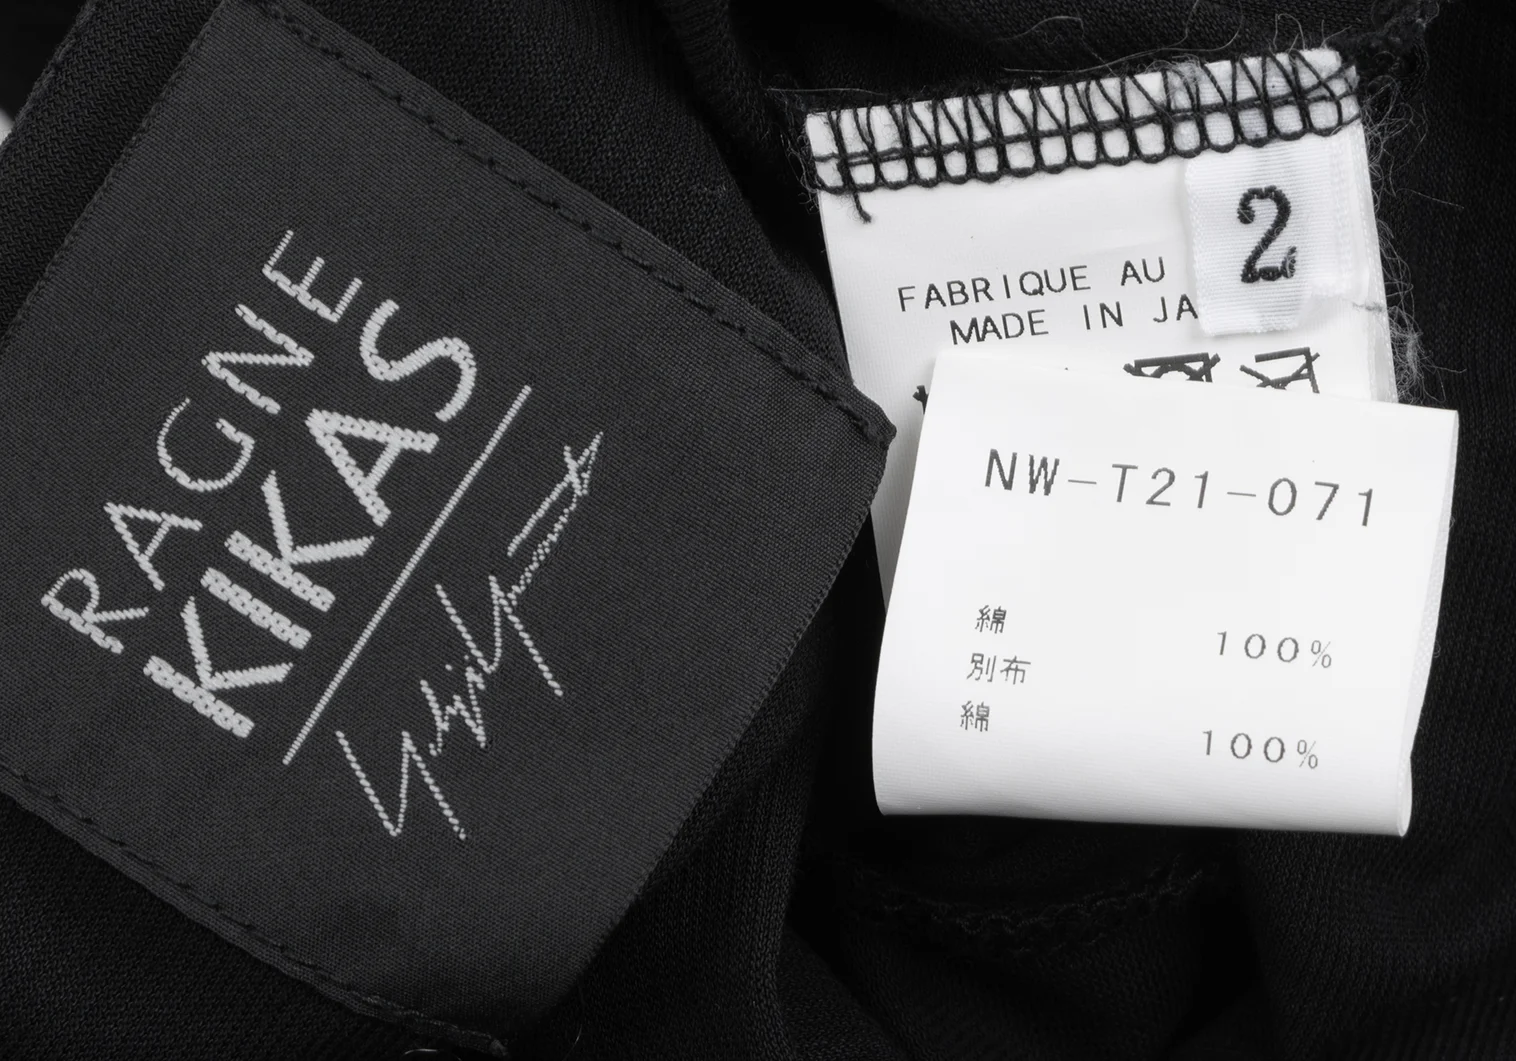 RAGNE
KIKAS
2
FABRIQUE AU
MADE IN JA
NW-T21-071
綿 100%
別布
綿 100%